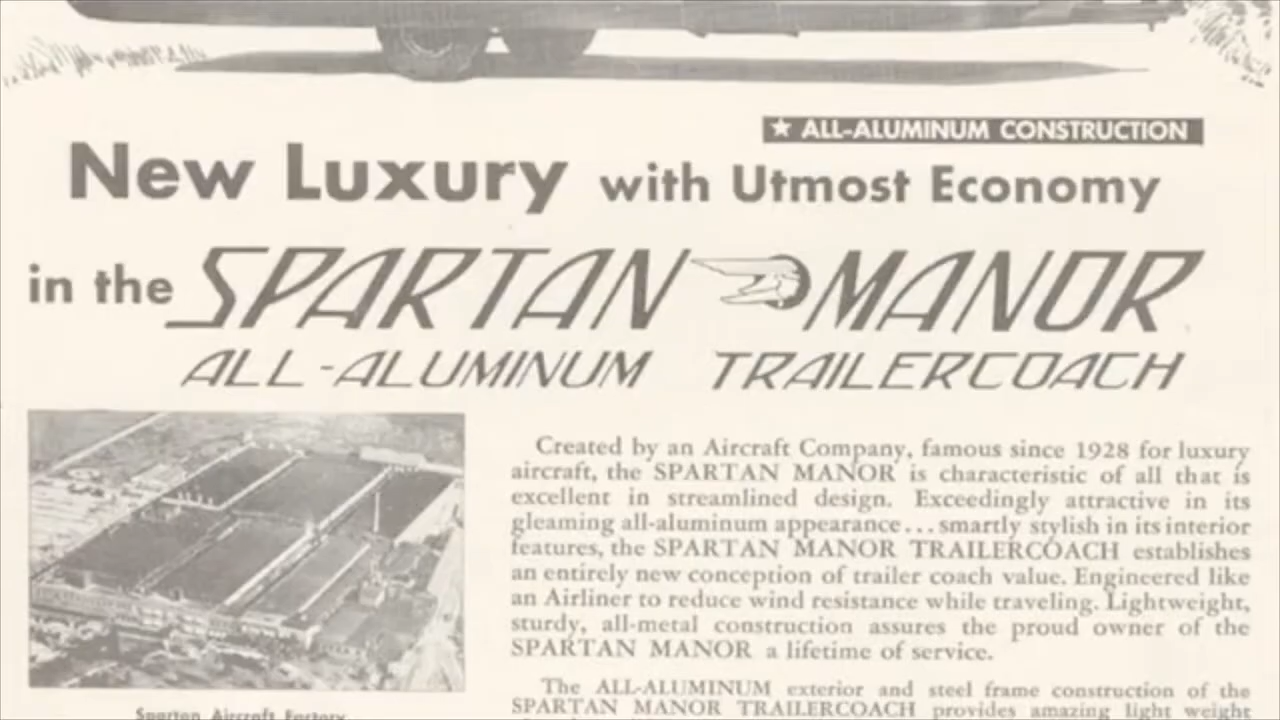 ★ ALL-ALUMINUM CONSTRUCTION
New Luxury with Utmost Economy
in the SPARTAN MANOR
ALL-ALUMINUM TRAILERCOACH
Created by an Aircraft Company, famous since 1928 for luxury
aircraft, the SPARTAN MANOR is characteristic of all that is
excellent in streamlined design. Exceedingly attractive in its
gleaming all-aluminum appearance...smartly stylish in its interior
features, the SPARTAN MANOR TRAILERCOACH establishes
an entirely new conception of trailer coach value. Engineered like
an Airliner to reduce wind resistance while traveling. Lightweight,
sturdy, all-metal construction assures the proud owner of the
SPARTAN MANOR a lifetime of service.
The ALL-ALUMINUM exterior and steel frame construction of the
SPARTAN MANOR TRAILERCOACH provides amazing light weight
Spartan Aircraft Factory